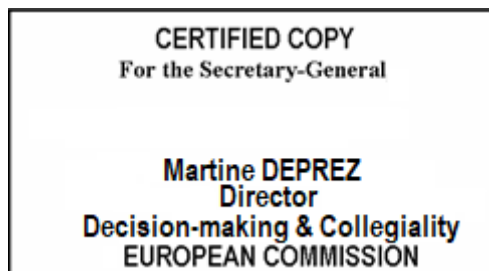 CERTIFIED COPY
For the Secretary-General
Martine DEPREZ
Director
Decision-making & Collegiality
EUROPEAN COMMISSION